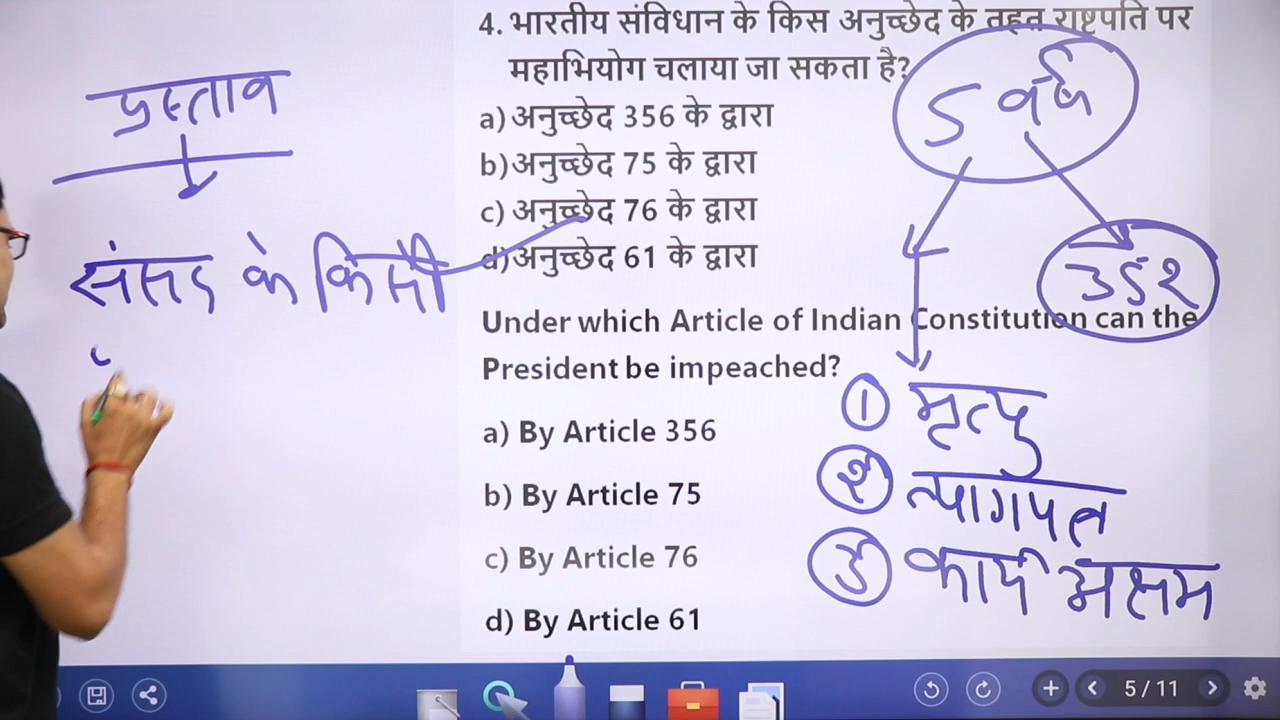 4. भारतीय संविधान के किस अनुच्छेद के तहत राष्टपति पर
महाभियोग चलाया जा सकता है?
a) अनुच्छेद 356 के द्वारा
b) अनुच्छेद 75 के द्वारा
c) अनुच्छेद 76 के द्वारा
d) अनुच्छेद 61 के द्वारा
Under which Article of Indian Constitution can the
President be impeached?
a) By Article 356
b) By Article 75
c) By Article 76
d) By Article 61
प्रस्ताव
संसद के किसी
5 वर्ष
① मृत्यु
② त्यागपत्र
③ कार्य अक्षम
5 / 11